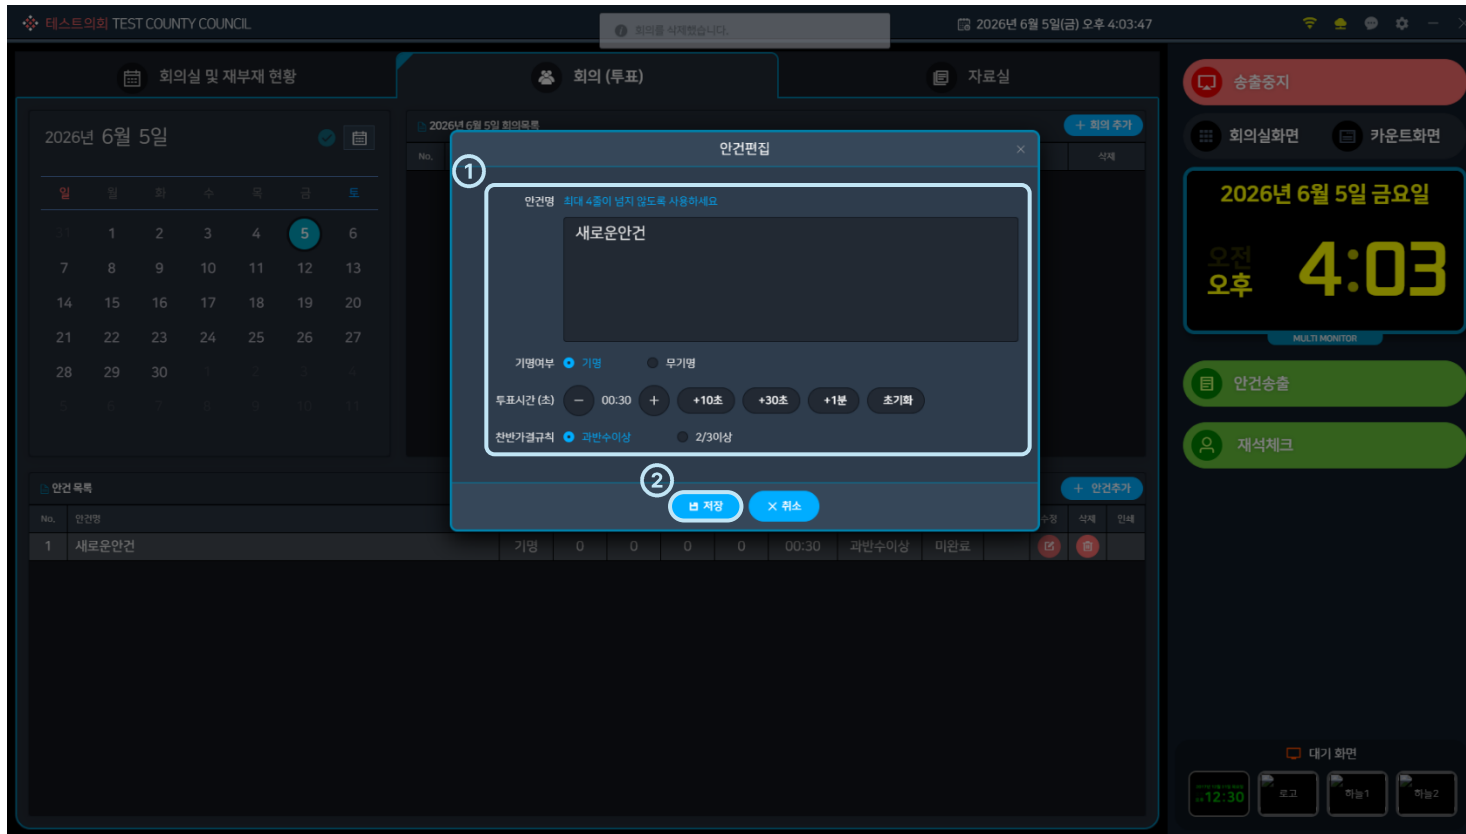 테스트의회 TEST COUNTY COUNCIL
회의를 삭제했습니다.
2026년 6월 5일(금) 오후 4:03:47
회의실 및 재부재 현황
회의 (투표)
자료실
송출중지
회의실화면
카운트화면
2026년 6월 5일
2026년 6월 5일 회의목록
+ 회의 추가
No.
삭제
일 월 화 수 목 금 토
31 1 2 3 4 5 6
7 8 9 10 11 12 13
14 15 16 17 18 19 20
21 22 23 24 25 26 27
28 29 30 1 2 3 4
5 6 7 8 9 10 11
안건편집
1
안건명 최대 4줄이 넘지 않도록 사용하세요
새로운안건
기명여부 기명 무기명
투표시간 (초) − 00:30 + +10초 +30초 +1분 초기화
찬반가결규칙 과반수이상 2/3이상
2
저장
취소
2026년 6월 5일 금요일
오전
오후
4:03
MULTI MONITOR
안건송출
재석체크
안건 목록
+ 안건추가
No. 안건명 수정 삭제 인쇄
1 새로운안건 기명 0 0 0 0 00:30 과반수이상 미완료
대기 화면
12:30
로고
하늘1
하늘2